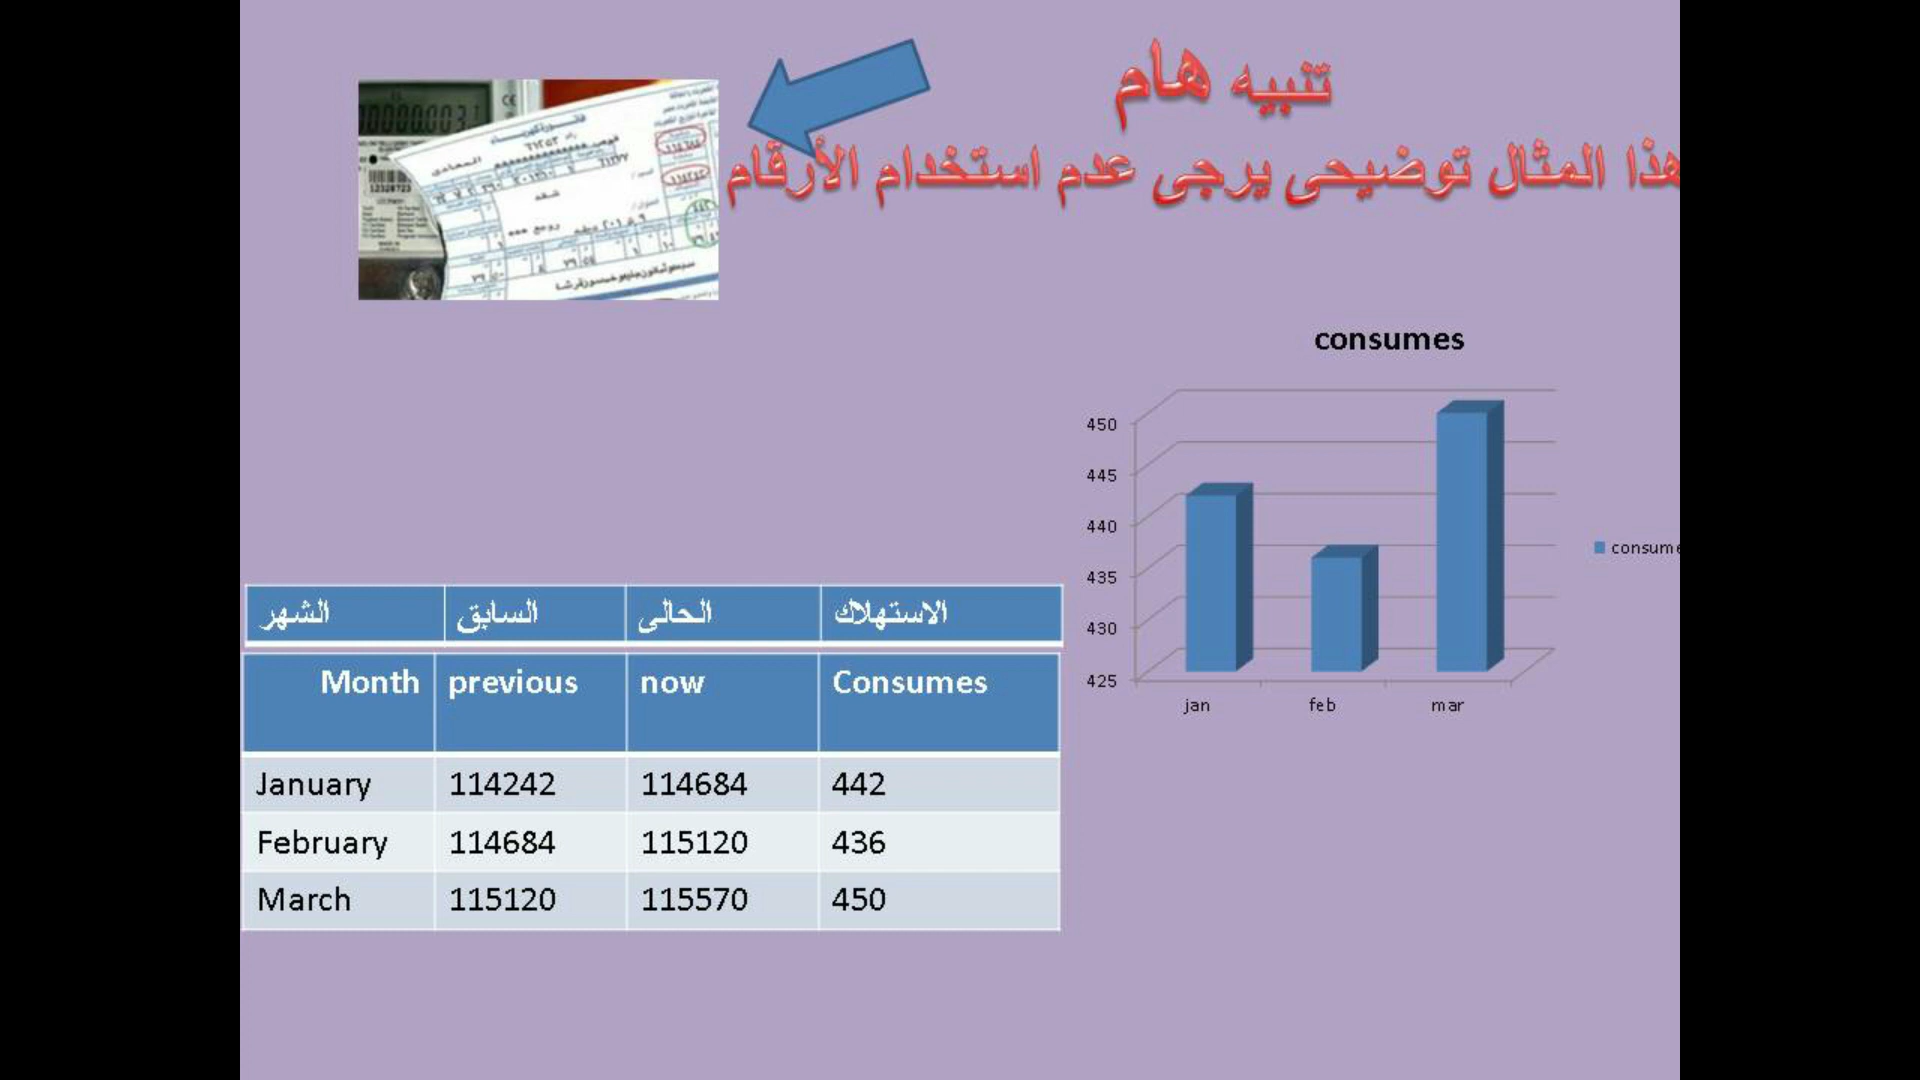 تنبيه هام
هذا المثال توضيحى يرجى عدم استخدام الأرقام
consumes
450
445
440
435
430
425
jan feb mar
consume
الشهر السابق الحالى الاستهلاك
Month previous now Consumes
January 114242 114684 442
February 114684 115120 436
March 115120 115570 450